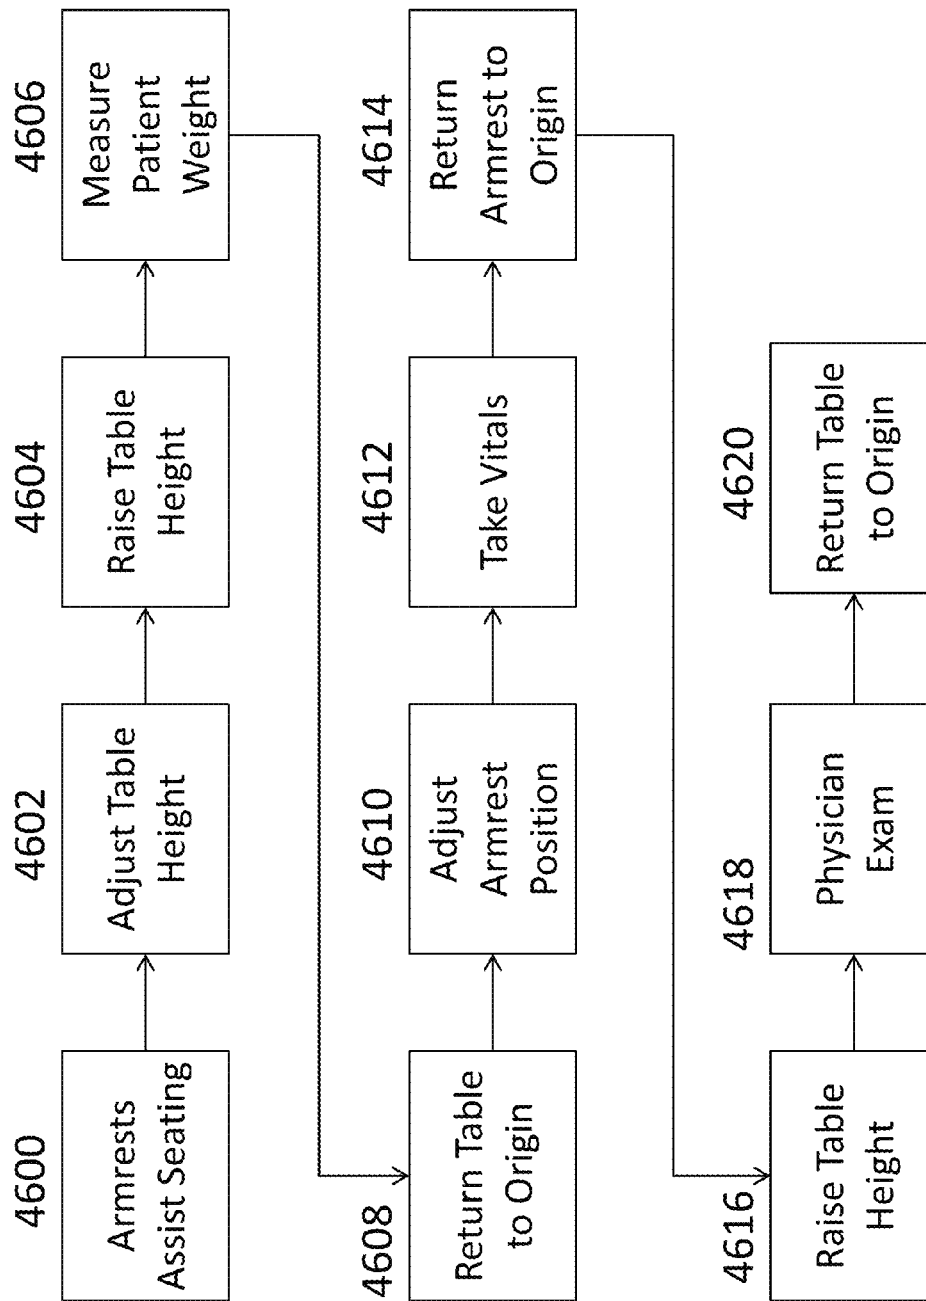 4600
Armrests
Assist Seating
4602
Adjust Table
Height
4604
Raise Table
Height
4606
Measure
Patient
Weight
4608
Return Table
to Origin
4610
Adjust
Armrest
Position
4612
Take Vitals
4614
Return
Armrest to
Origin
4616
Raise Table
Height
4618
Physician
Exam
4620
Return Table
to Origin